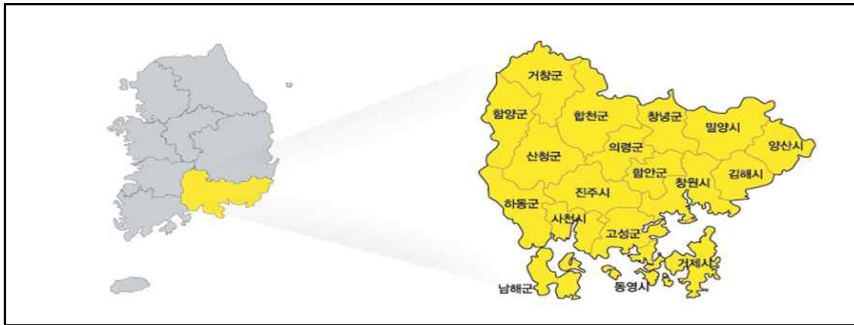 거창군
함양군
합천군
창녕군
밀양시
양산시
산청군
의령군
함안군
창원시
김해시
하동군
진주시
사천시
고성군
거제시
남해군
동영시